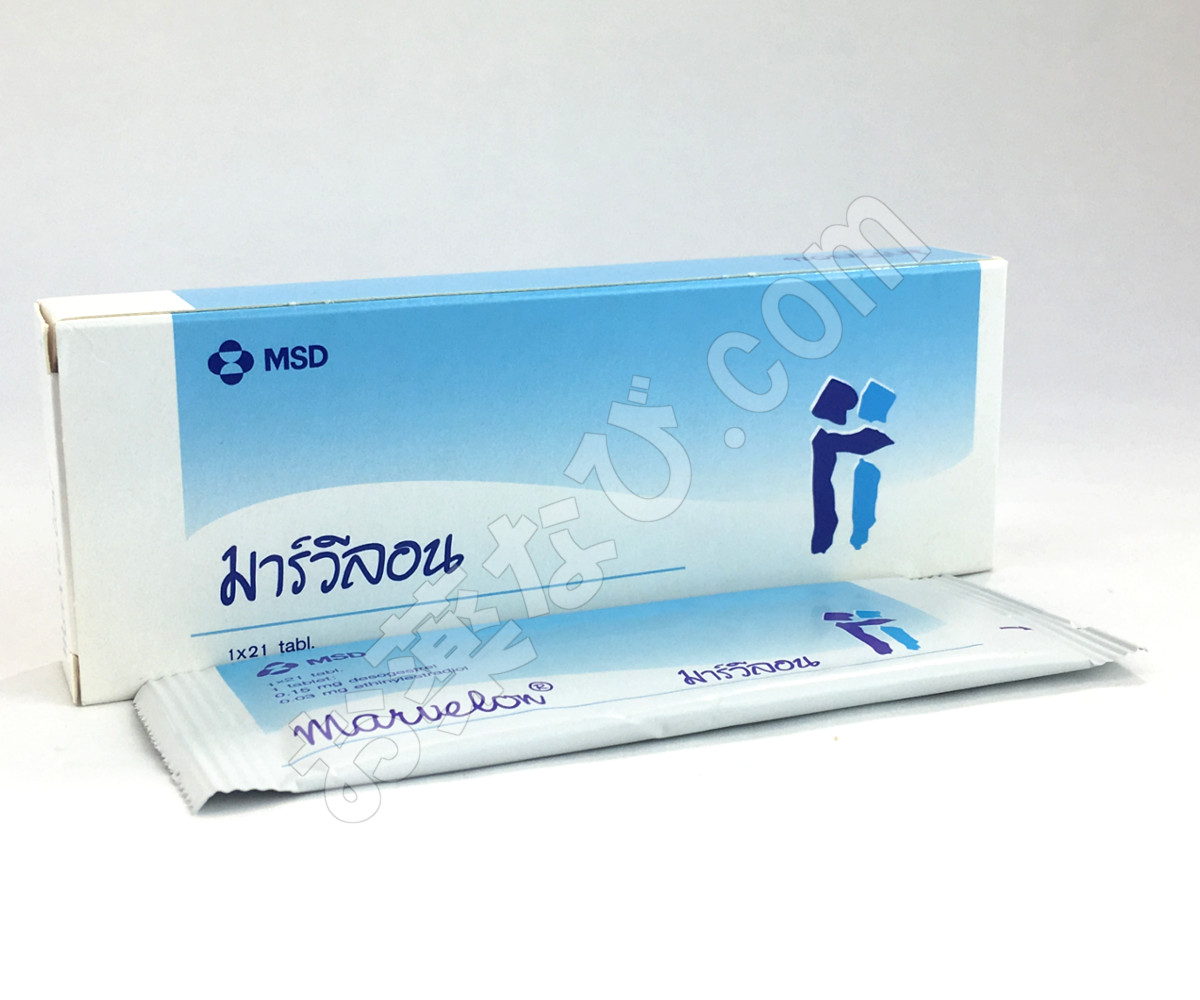 MSD
มาร์วีลอน
1x21 tabl.
MSD
1x21 tabl.
1 tablet:
0.15 mg desogestrel
0.03 mg ethinylestradiol
marvelon®
มาร์วีลอน
お薬なび.com